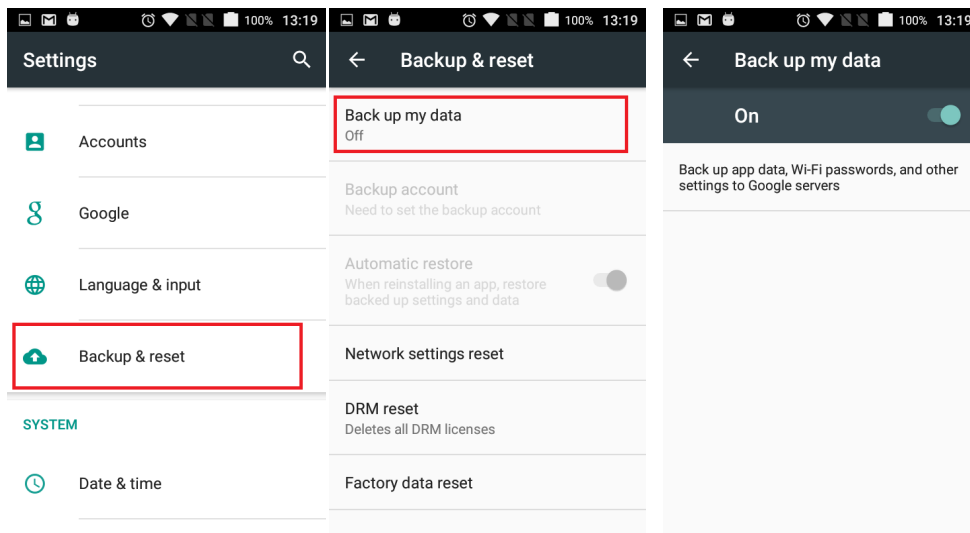 100% 13:19
Settings
Accounts
Google
Language & input
Backup & reset
SYSTEM
Date & time
100% 13:19
Backup & reset
Back up my data
Off
Backup account
Need to set the backup account
Automatic restore
When reinstalling an app, restore
backed up settings and data
Network settings reset
DRM reset
Deletes all DRM licenses
Factory data reset
100% 13:19
Back up my data
On
Back up app data, Wi-Fi passwords, and other
settings to Google servers